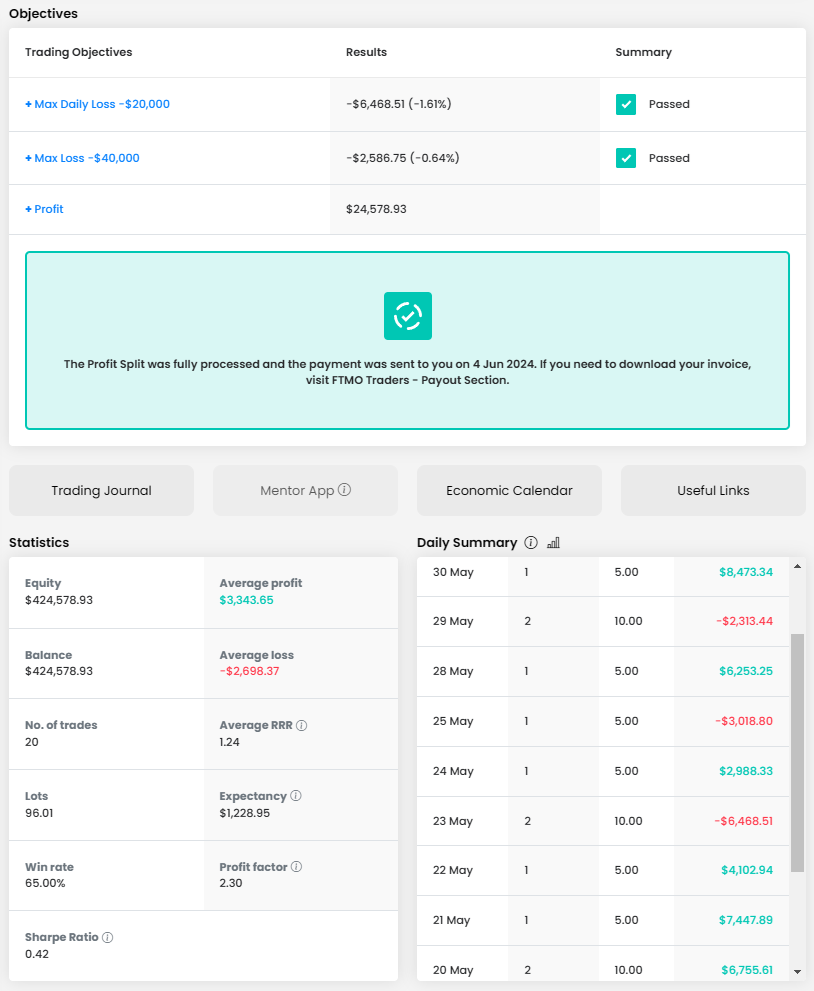 Objectives
Trading Objectives Results Summary
+ Max Daily Loss -$20,000 -$6,468.51 (-1.61%) Passed
+ Max Loss -$40,000 -$2,586.75 (-0.64%) Passed
+ Profit $24,578.93
The Profit Split was fully processed and the payment was sent to you on 4 Jun 2024. If you need to download your invoice,
visit FTMO Traders - Payout Section.
Trading Journal Mentor App Economic Calendar Useful Links
Statistics
Equity Average profit
$424,578.93 $3,343.65
Balance Average loss
$424,578.93 -$2,698.37
No. of trades Average RRR
20 1.24
Lots Expectancy
96.01 $1,228.95
Win rate Profit factor
65.00% 2.30
Sharpe Ratio
0.42
Daily Summary
30 May 1 5.00 $8,473.34
29 May 2 10.00 -$2,313.44
28 May 1 5.00 $6,253.25
25 May 1 5.00 -$3,018.80
24 May 1 5.00 $2,988.33
23 May 2 10.00 -$6,468.51
22 May 1 5.00 $4,102.94
21 May 1 5.00 $7,447.89
20 May 2 10.00 $6,755.61